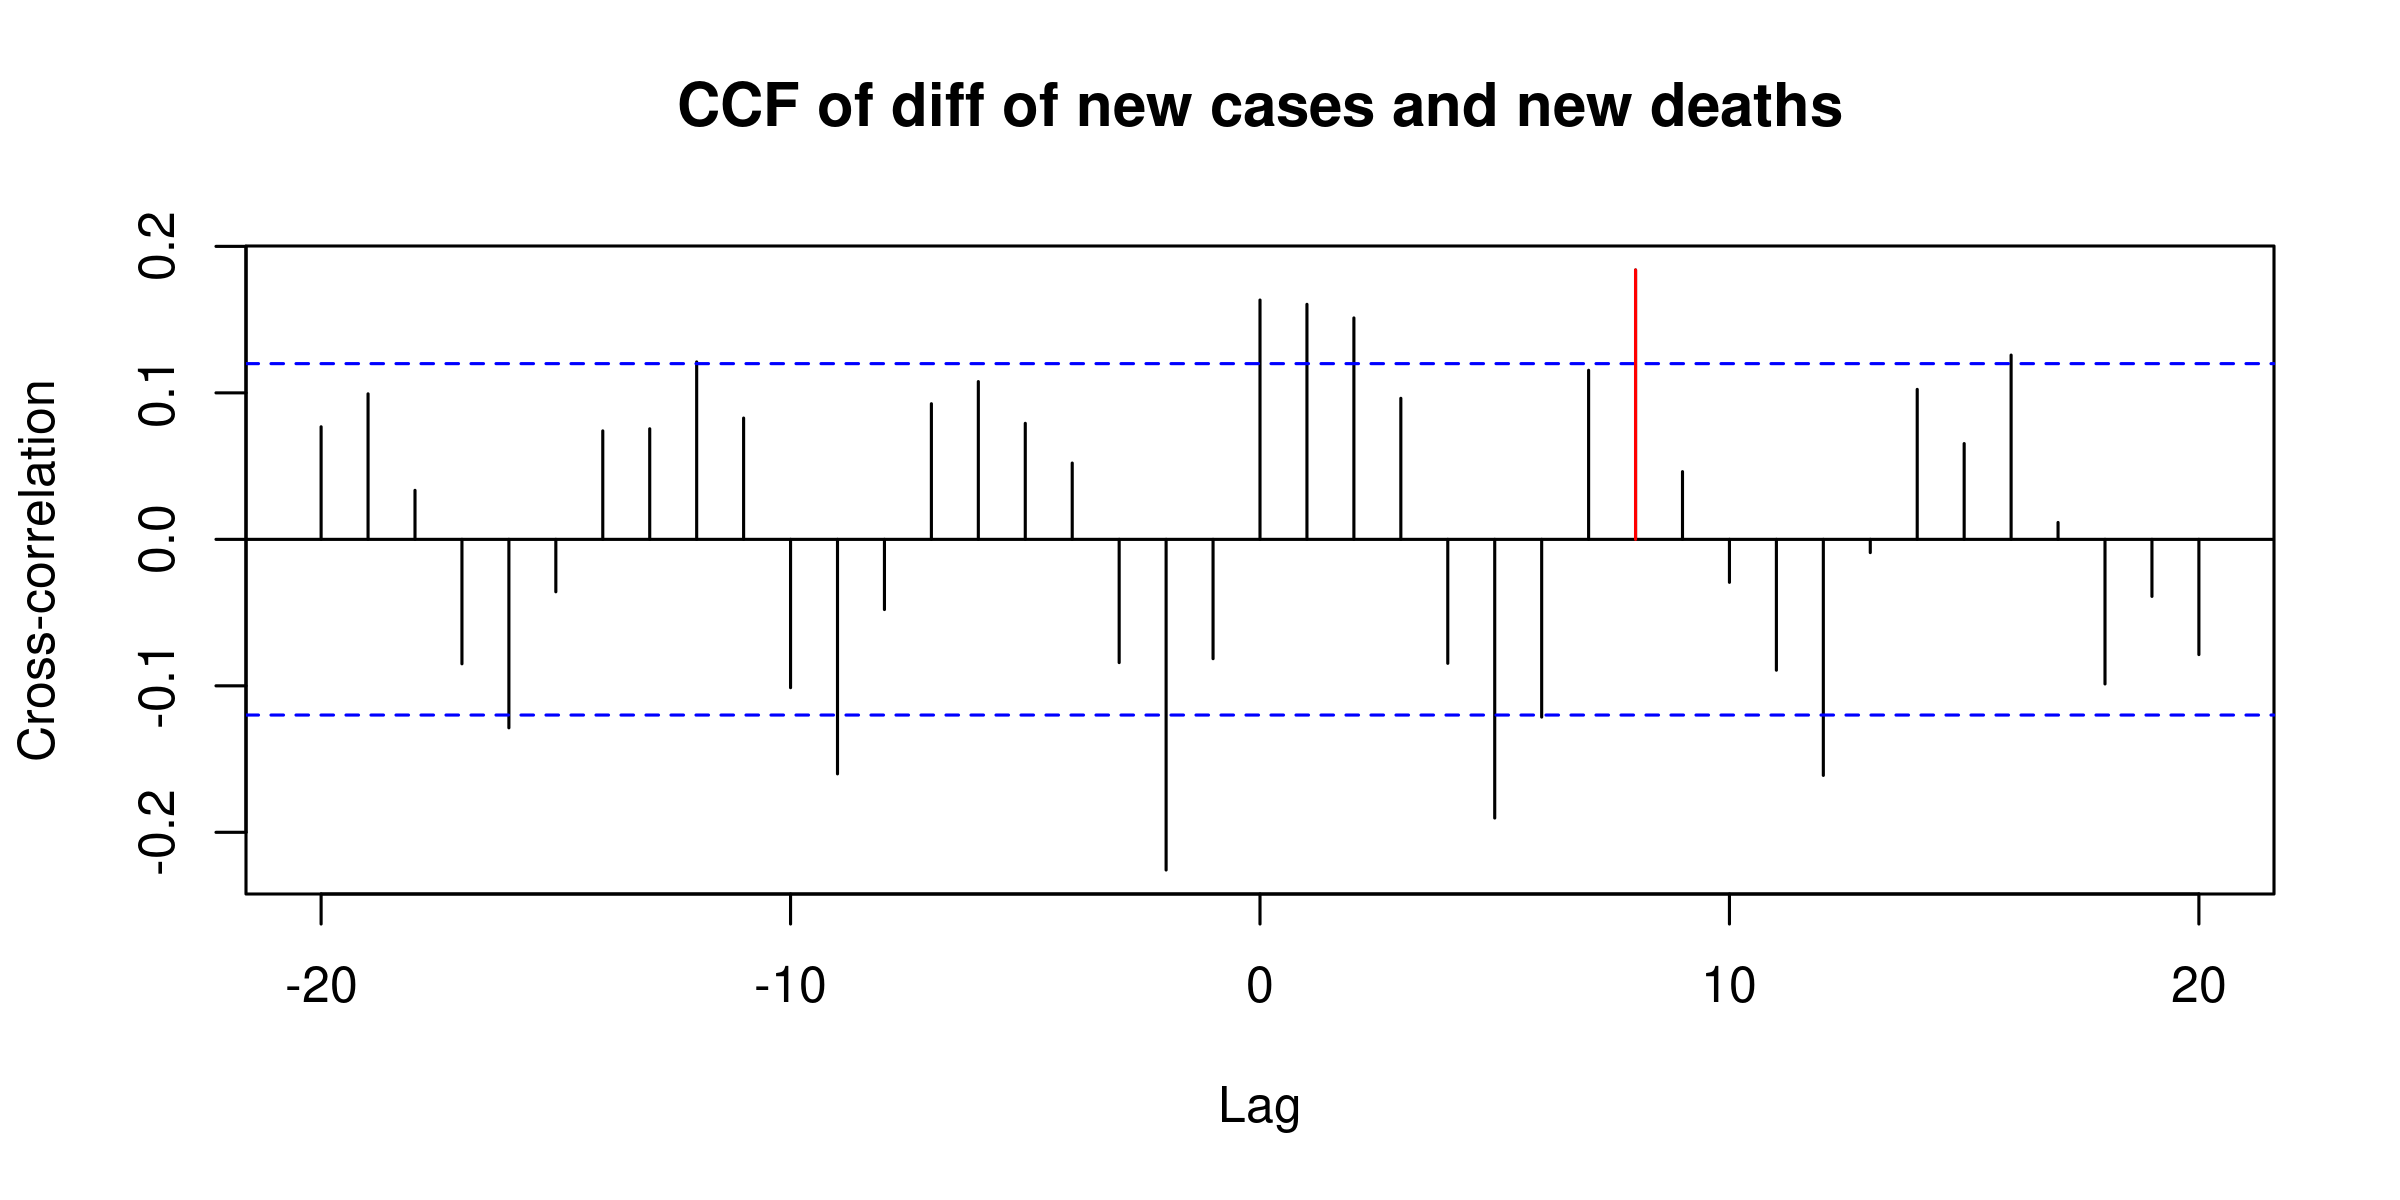 CCF of diff of new cases and new deaths
Cross-correlation
0.2
0.1
0.0
-0.1
-0.2
-20 -10 0 10 20
Lag